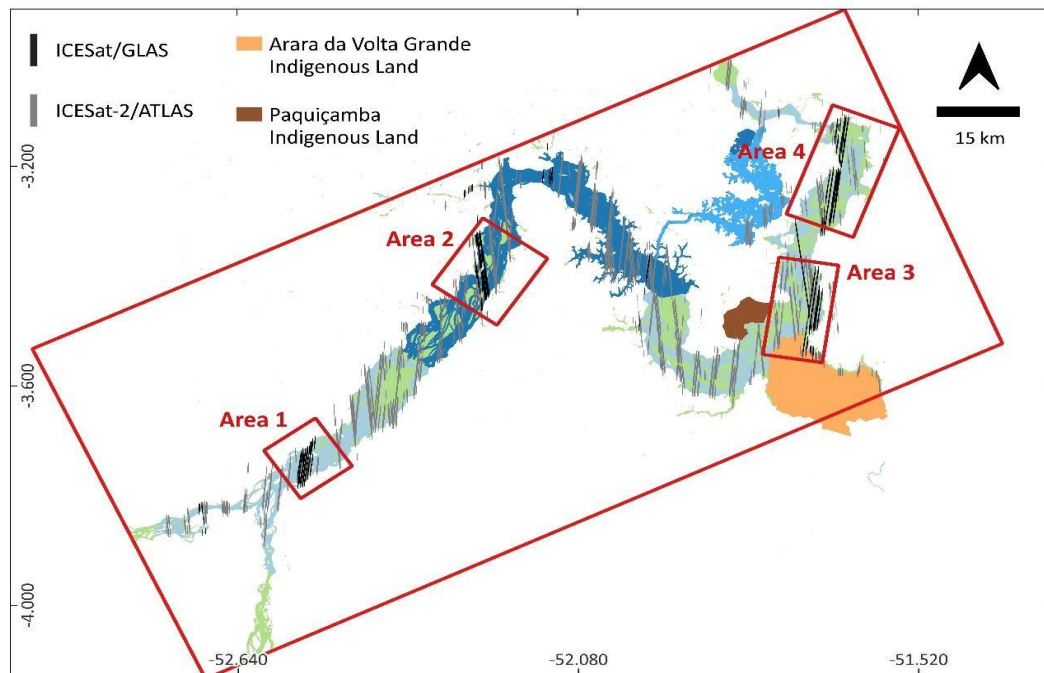 ICESat/GLAS
ICESat-2/ATLAS
Arara da Volta Grande
Indigenous Land
Paquiçamba
Indigenous Land
15 km
Area 4
Area 2
Area 3
Area 1
-3.200
-3.600
-4.000
-52.640
-52.080
-51.520